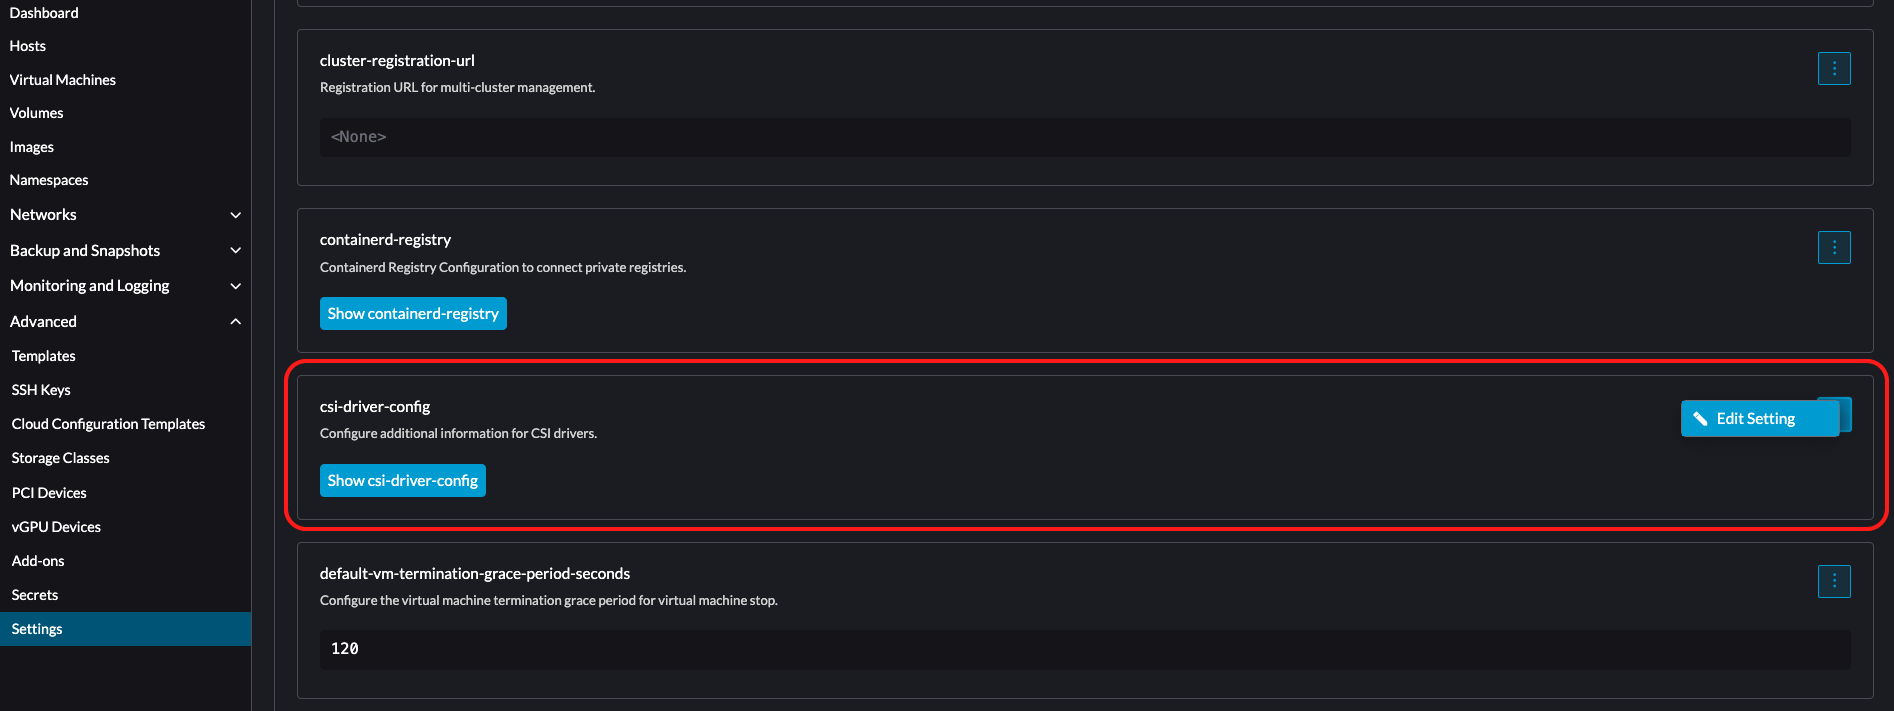 Dashboard
Hosts
Virtual Machines
Volumes
Images
Namespaces
Networks
Backup and Snapshots
Monitoring and Logging
Advanced
Templates
SSH Keys
Cloud Configuration Templates
Storage Classes
PCI Devices
vGPU Devices
Add-ons
Secrets
Settings
cluster-registration-url
Registration URL for multi-cluster management.
<None>
containerd-registry
Containerd Registry Configuration to connect private registries.
Show containerd-registry
csi-driver-config
Configure additional information for CSI drivers.
Edit Setting
Show csi-driver-config
default-vm-termination-grace-period-seconds
Configure the virtual machine termination grace period for virtual machine stop.
120